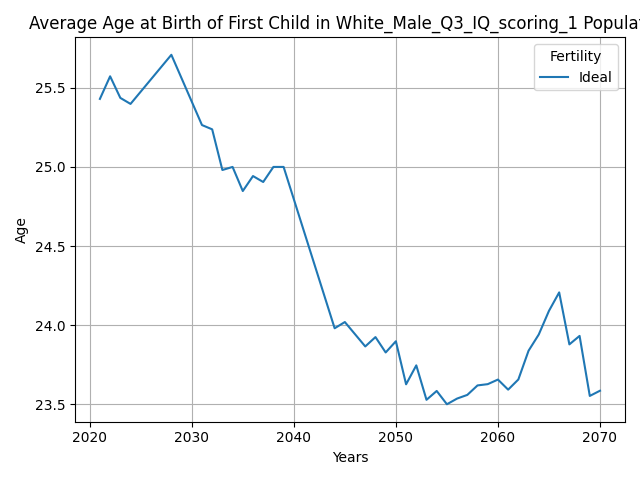 Average Age at Birth of First Child in White_Male_Q3_IQ_scoring_1 Populat
Fertility
Ideal
25.5
25.0
24.5
24.0
23.5
Age
2020 2030 2040 2050 2060 2070
Years